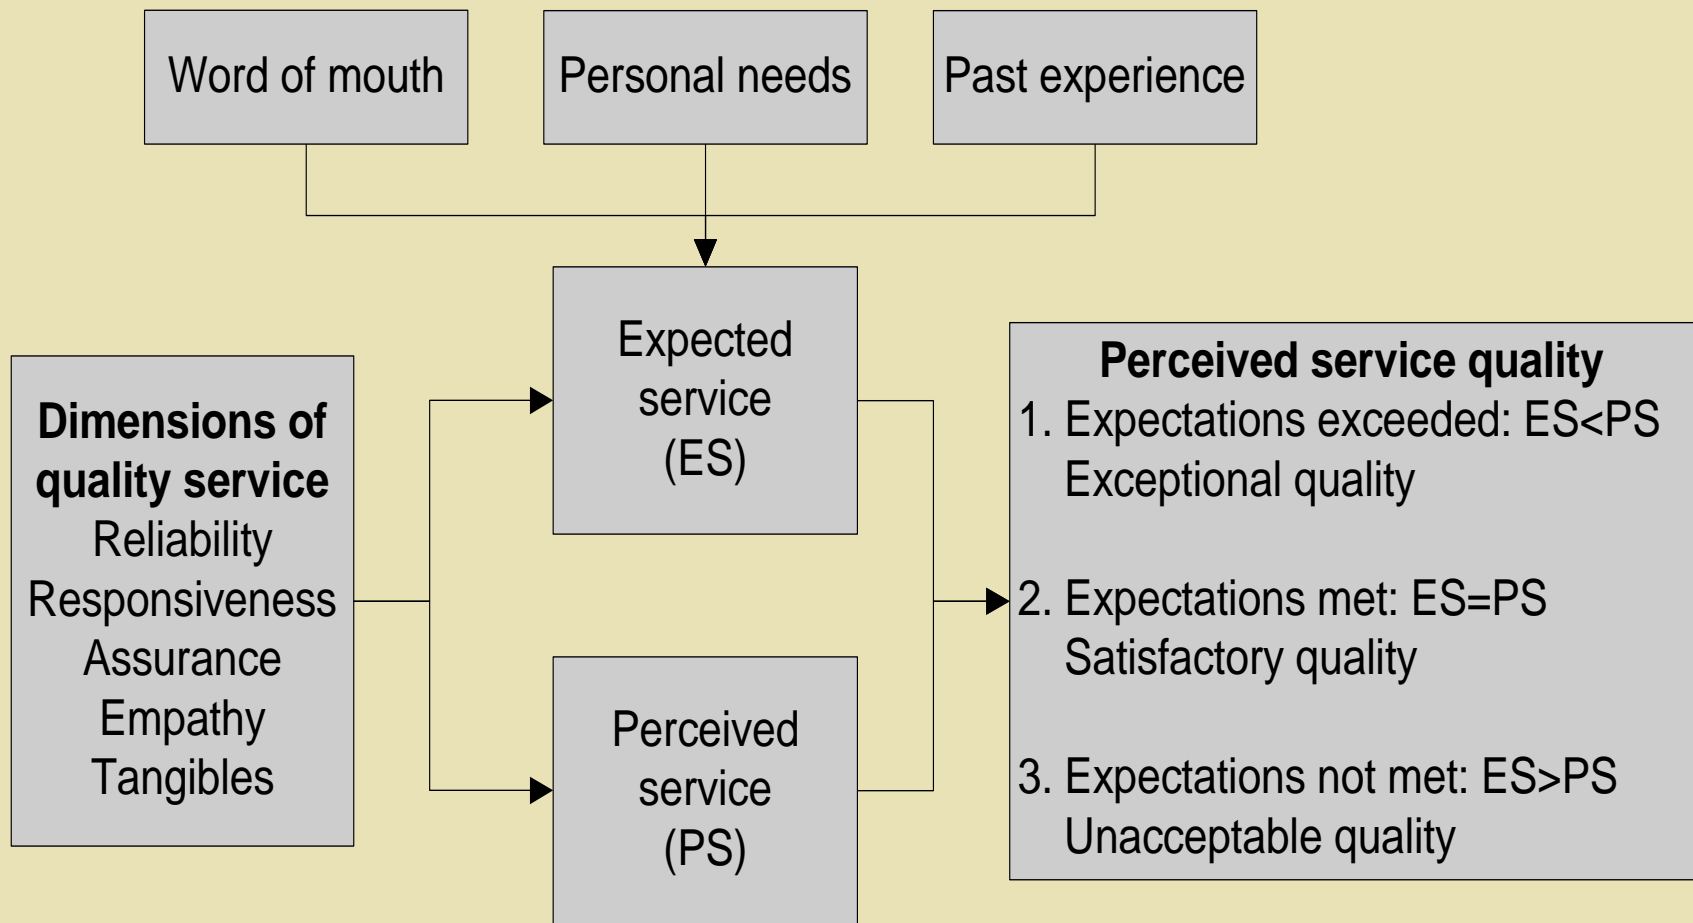 Word of mouth
Personal needs
Past experience
Expected
service
(ES)
Dimensions of
quality service
Reliability
Responsiveness
Assurance
Empathy
Tangibles
Perceived
service
(PS)
Perceived service quality
1. Expectations exceeded: ES<PS
Exceptional quality
2. Expectations met: ES=PS
Satisfactory quality
3. Expectations not met: ES>PS
Unacceptable quality